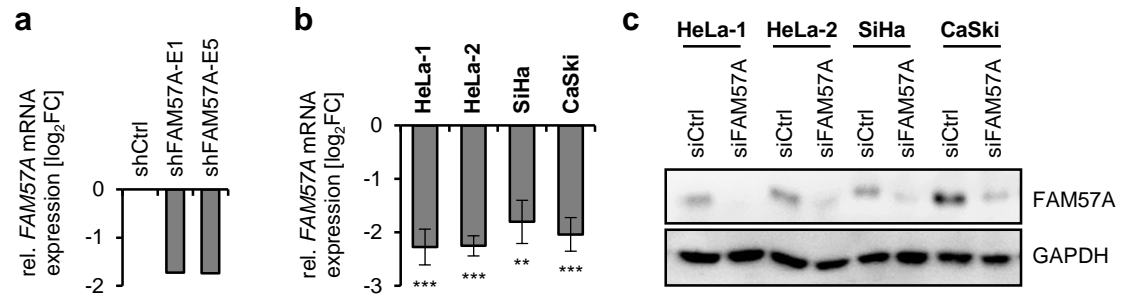 a
rel. FAM57A mRNA
expression [log₂FC]
shCtrl
shFAM57A-E1
shFAM57A-E5
0
-1
-2
b
rel. FAM57A mRNA
expression [log₂FC]
HeLa-1
HeLa-2
SiHa
CaSki
0
-1
-2
-3
***
***
**
***
c
HeLa-1 HeLa-2 SiHa CaSki
siCtrl
siFAM57A
siCtrl
siFAM57A
siCtrl
siFAM57A
siCtrl
siFAM57A
FAM57A
GAPDH